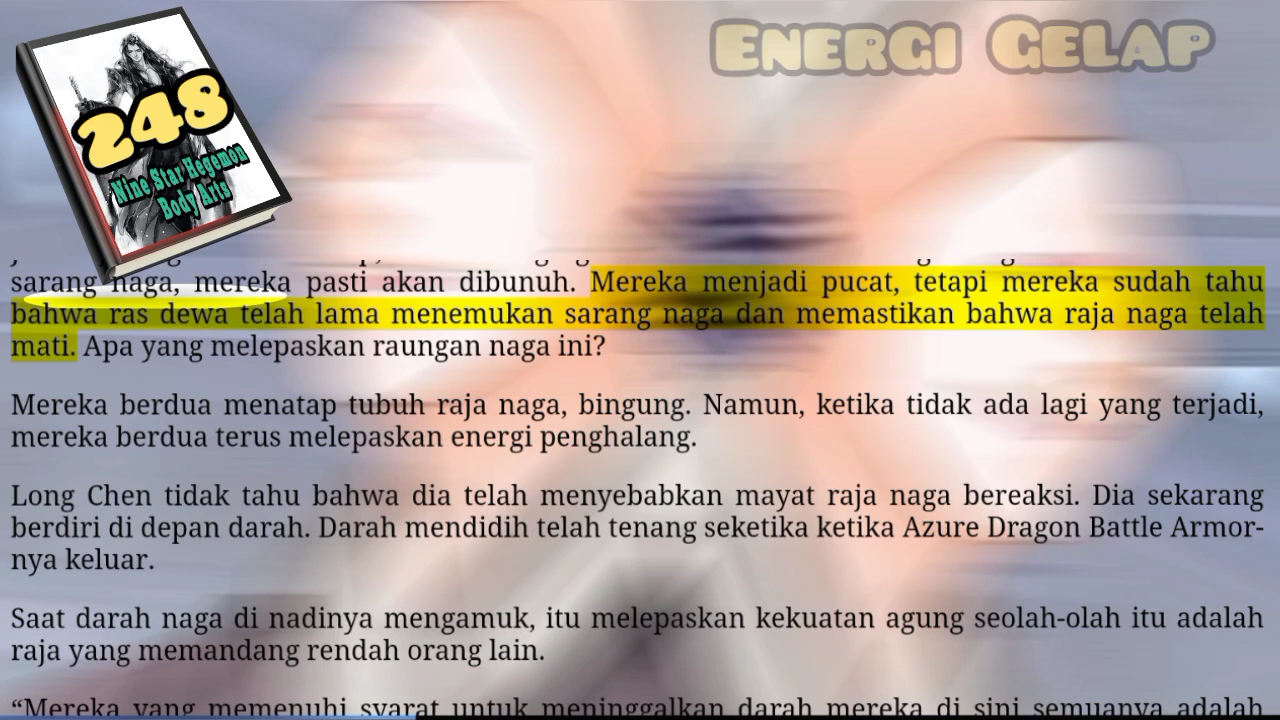 Energi Gelap
248
Nine Star Hegemon
Body Arts
sarang naga, mereka pasti akan dibunuh. Mereka menjadi pucat, tetapi mereka sudah tahu
bahwa ras dewa telah lama menemukan sarang naga dan memastikan bahwa raja naga telah
mati. Apa yang melepaskan raungan naga ini?
Mereka berdua menatap tubuh raja naga, bingung. Namun, ketika tidak ada lagi yang terjadi,
mereka berdua terus melepaskan energi penghalang.
Long Chen tidak tahu bahwa dia telah menyebabkan mayat raja naga bereaksi. Dia sekarang
berdiri di depan darah. Darah mendidih telah tenang seketika ketika Azure Dragon Battle Armor-
nya keluar.
Saat darah naga di nadinya mengamuk, itu melepaskan kekuatan agung seolah-olah itu adalah
raja yang memandang rendah orang lain.
“Mereka yang memenuhi syarat untuk meninggalkan darah mereka di sini semuanya adalah